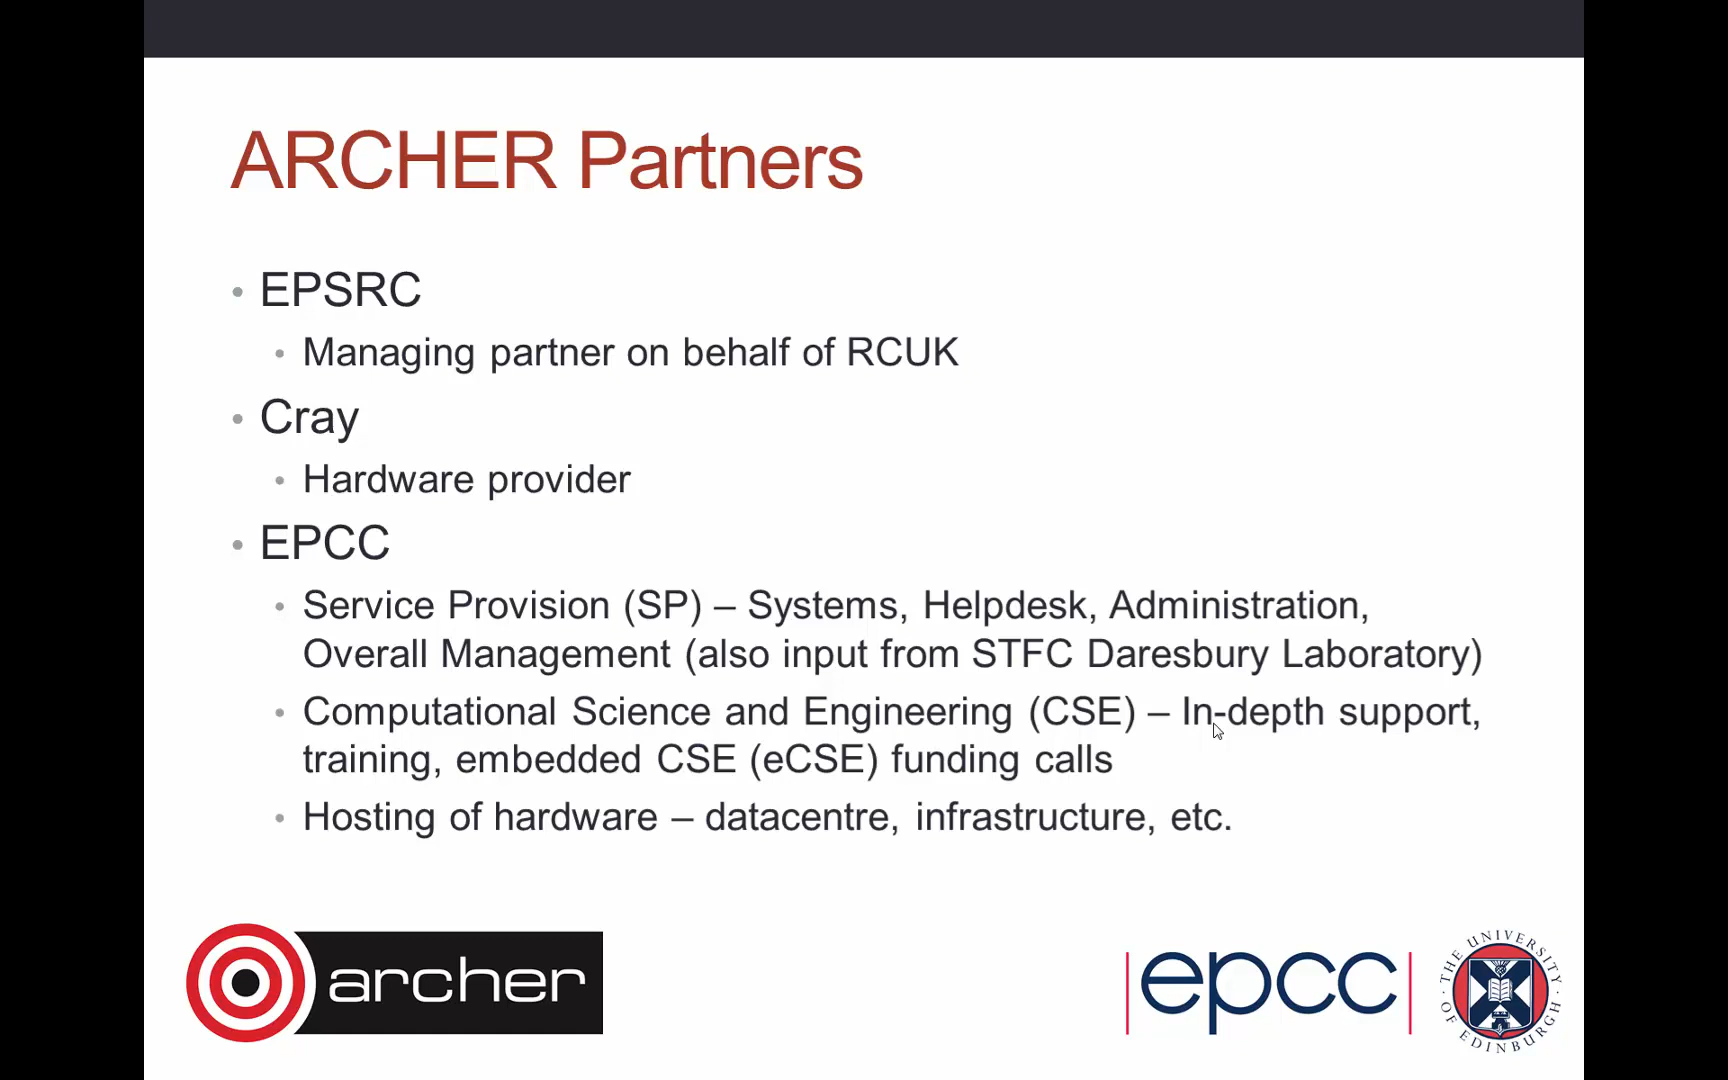 ARCHER Partners
• EPSRC
• Managing partner on behalf of RCUK
• Cray
• Hardware provider
• EPCC
• Service Provision (SP) – Systems, Helpdesk, Administration,
Overall Management (also input from STFC Daresbury Laboratory)
• Computational Science and Engineering (CSE) – In-depth support,
training, embedded CSE (eCSE) funding calls
• Hosting of hardware – datacentre, infrastructure, etc.
archer
epcc
THE UNIVERSITY OF EDINBURGH